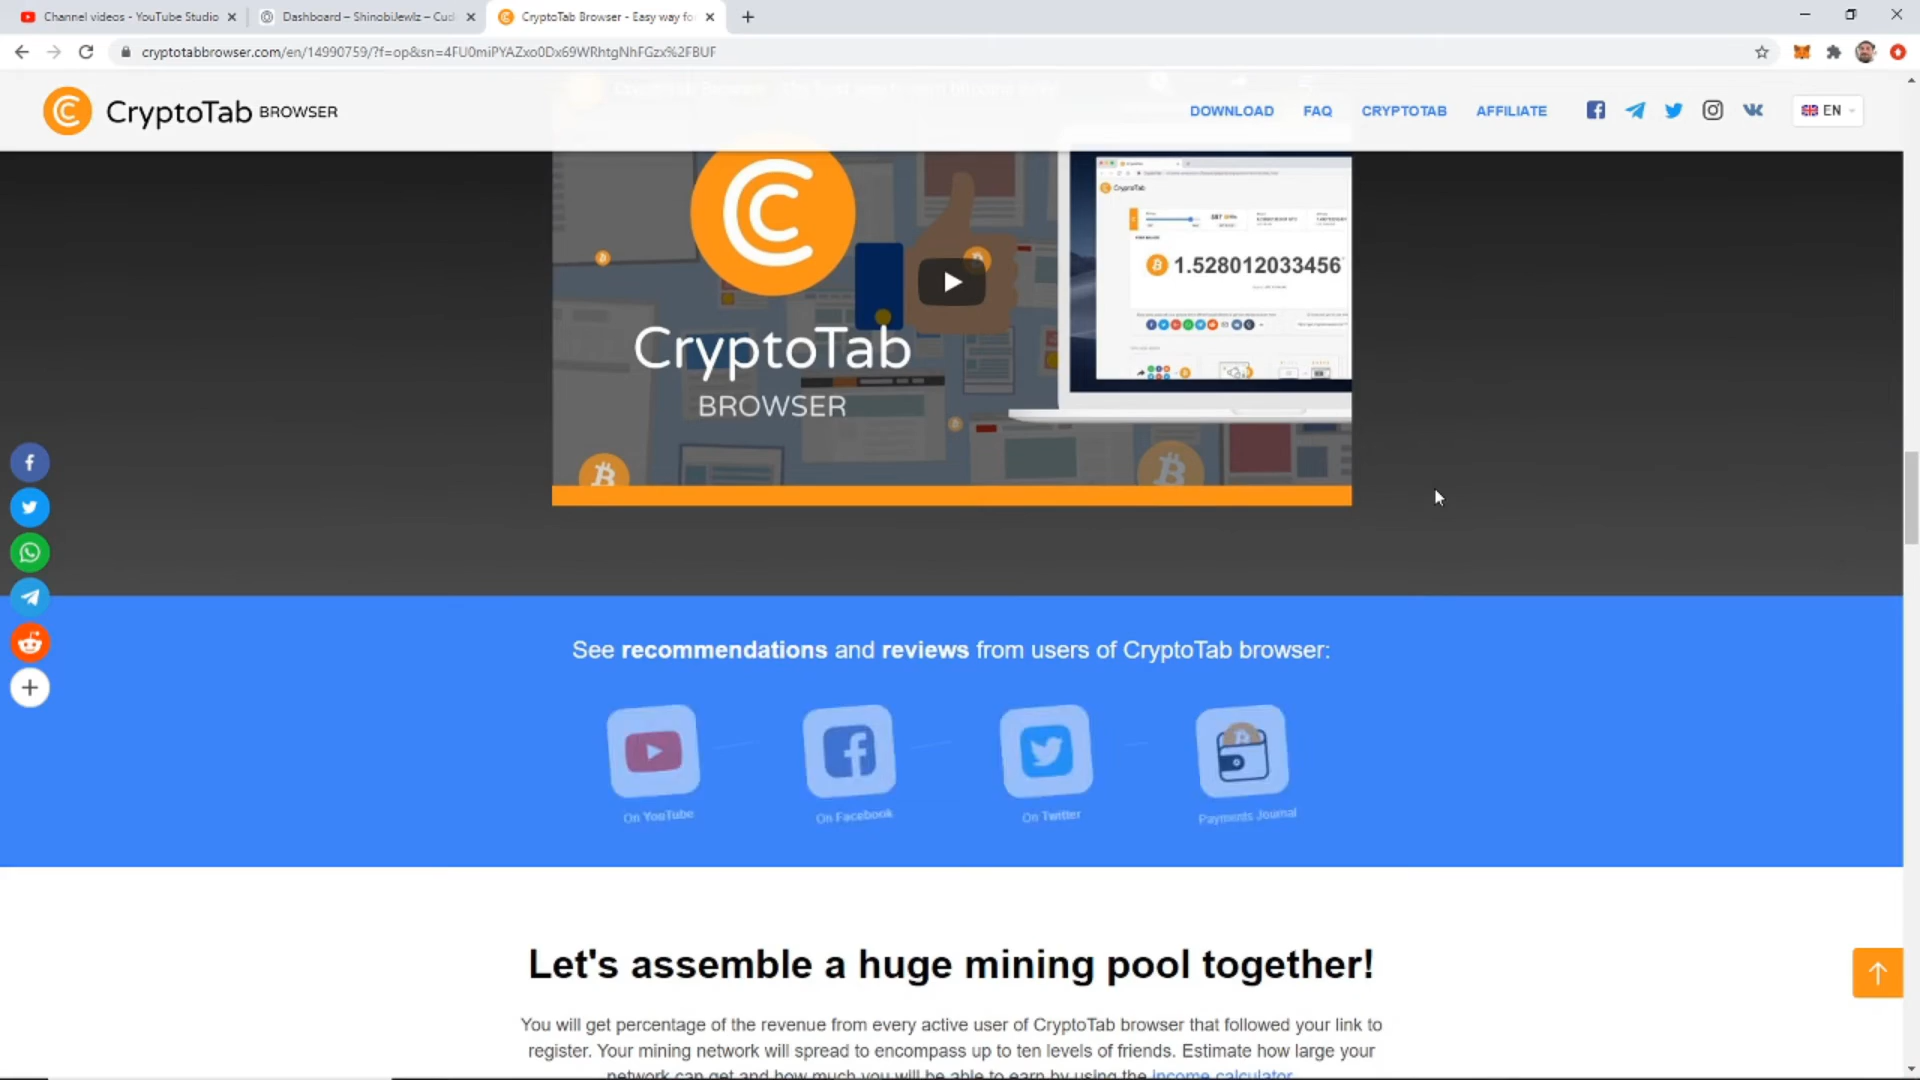 Channel videos - YouTube Studio
Dashboard – ShinobiJewlz – Cud
CryptoTab Browser - Easy way for
cryptotabbrowser.com/en/14990759/?f=op&sn=4FU0miPYAZxo0Dx69WRhtgNhFGzx%2FBUF
CryptoTab BROWSER
DOWNLOAD
FAQ
CRYPTOTAB
AFFILIATE
EN
CryptoTab
1.528012033456
CryptoTab
BROWSER
See recommendations and reviews from users of CryptoTab browser:
On YouTube
On Facebook
On Twitter
Payments Journal
Let's assemble a huge mining pool together!
You will get percentage of the revenue from every active user of CryptoTab browser that followed your link to
register. Your mining network will spread to encompass up to ten levels of friends. Estimate how large your
network can get and how much you will be able to earn by using the income calculator.